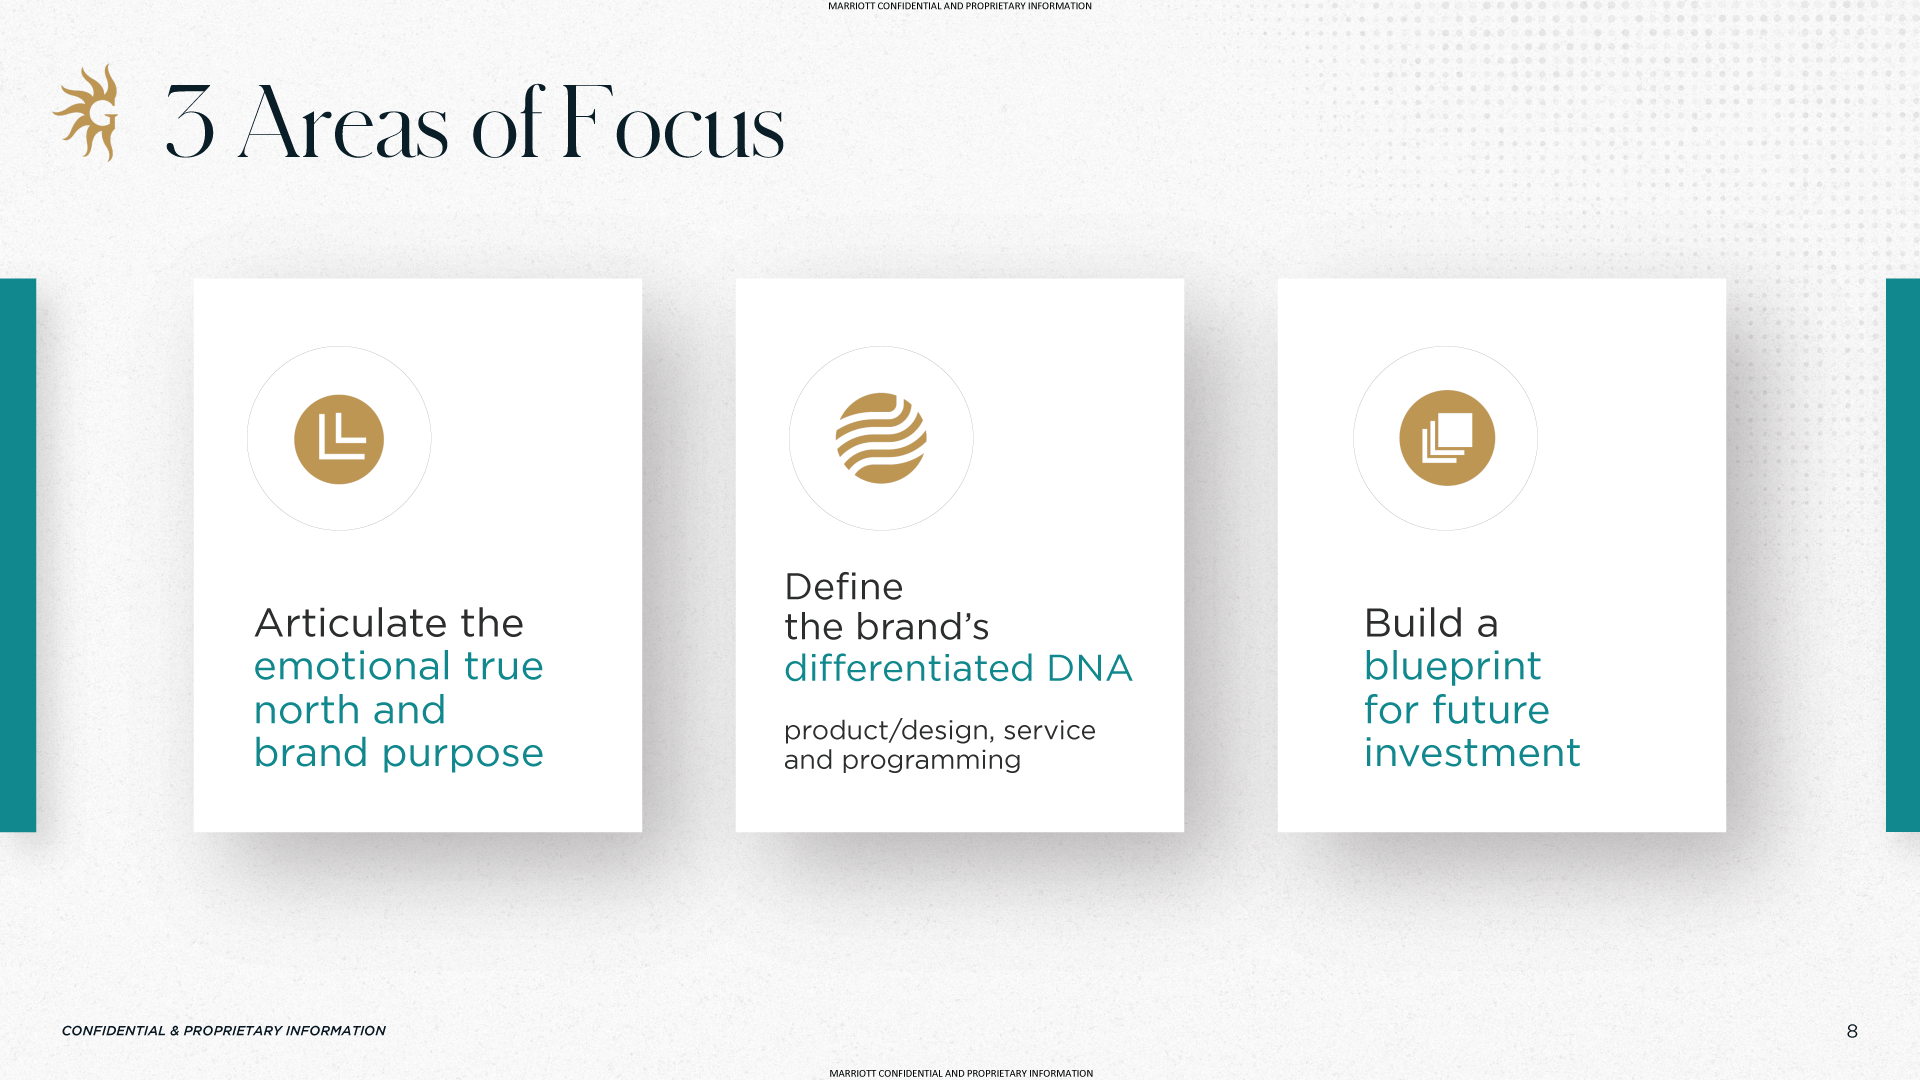 MARRIOTT CONFIDENTIAL AND PROPRIETARY INFORMATION
G
3 Areas of Focus
Articulate the
emotional true
north and
brand purpose
Define
the brand’s
differentiated DNA
product/design, service
and programming
Build a
blueprint
for future
investment
CONFIDENTIAL & PROPRIETARY INFORMATION
8
MARRIOTT CONFIDENTIAL AND PROPRIETARY INFORMATION